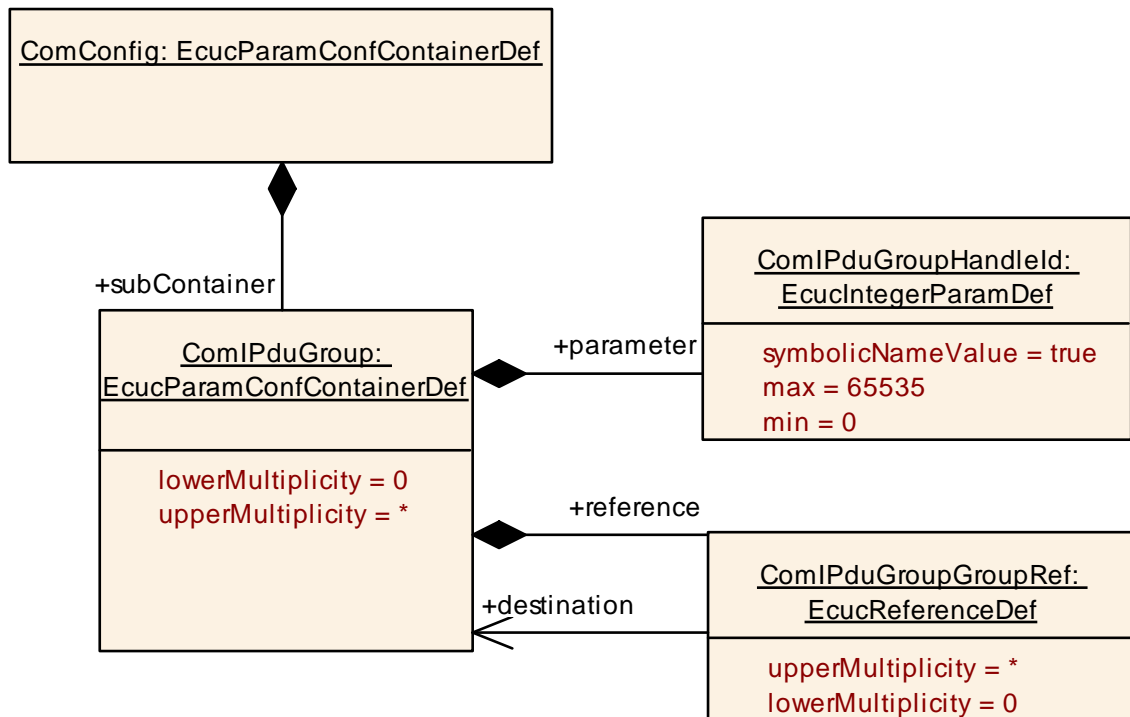 ComConfig: EcucParamConfContainerDef
+subContainer
ComIPduGroup:
EcucParamConfContainerDef
lowerMultiplicity = 0
upperMultiplicity = *
+parameter
ComIPduGroupHandleId:
EcucIntegerParamDef
symbolicNameValue = true
max = 65535
min = 0
+reference
+destination
ComIPduGroupGroupRef:
EcucReferenceDef
upperMultiplicity = *
lowerMultiplicity = 0